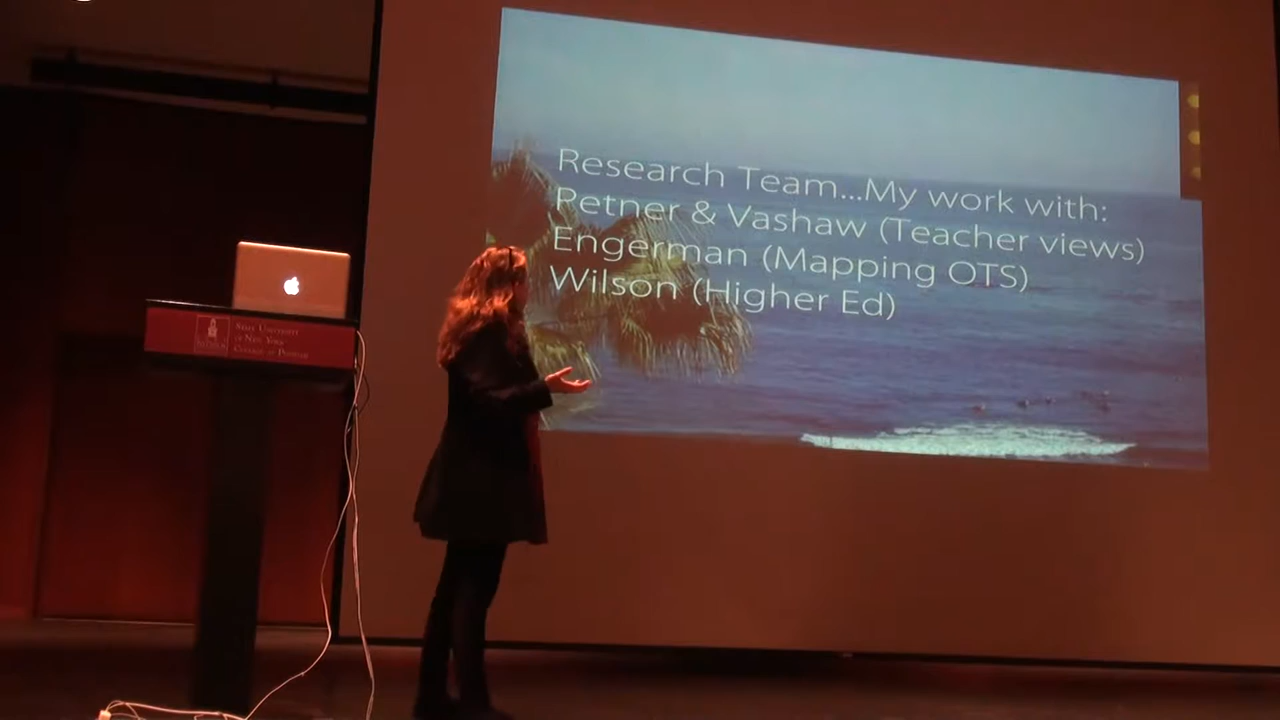 Research Team...My work with:
Retner & Vashaw (Teacher views)
Engerman (Mapping OTS)
Wilson (Higher Ed)
State University
of New York
College at Potsdam